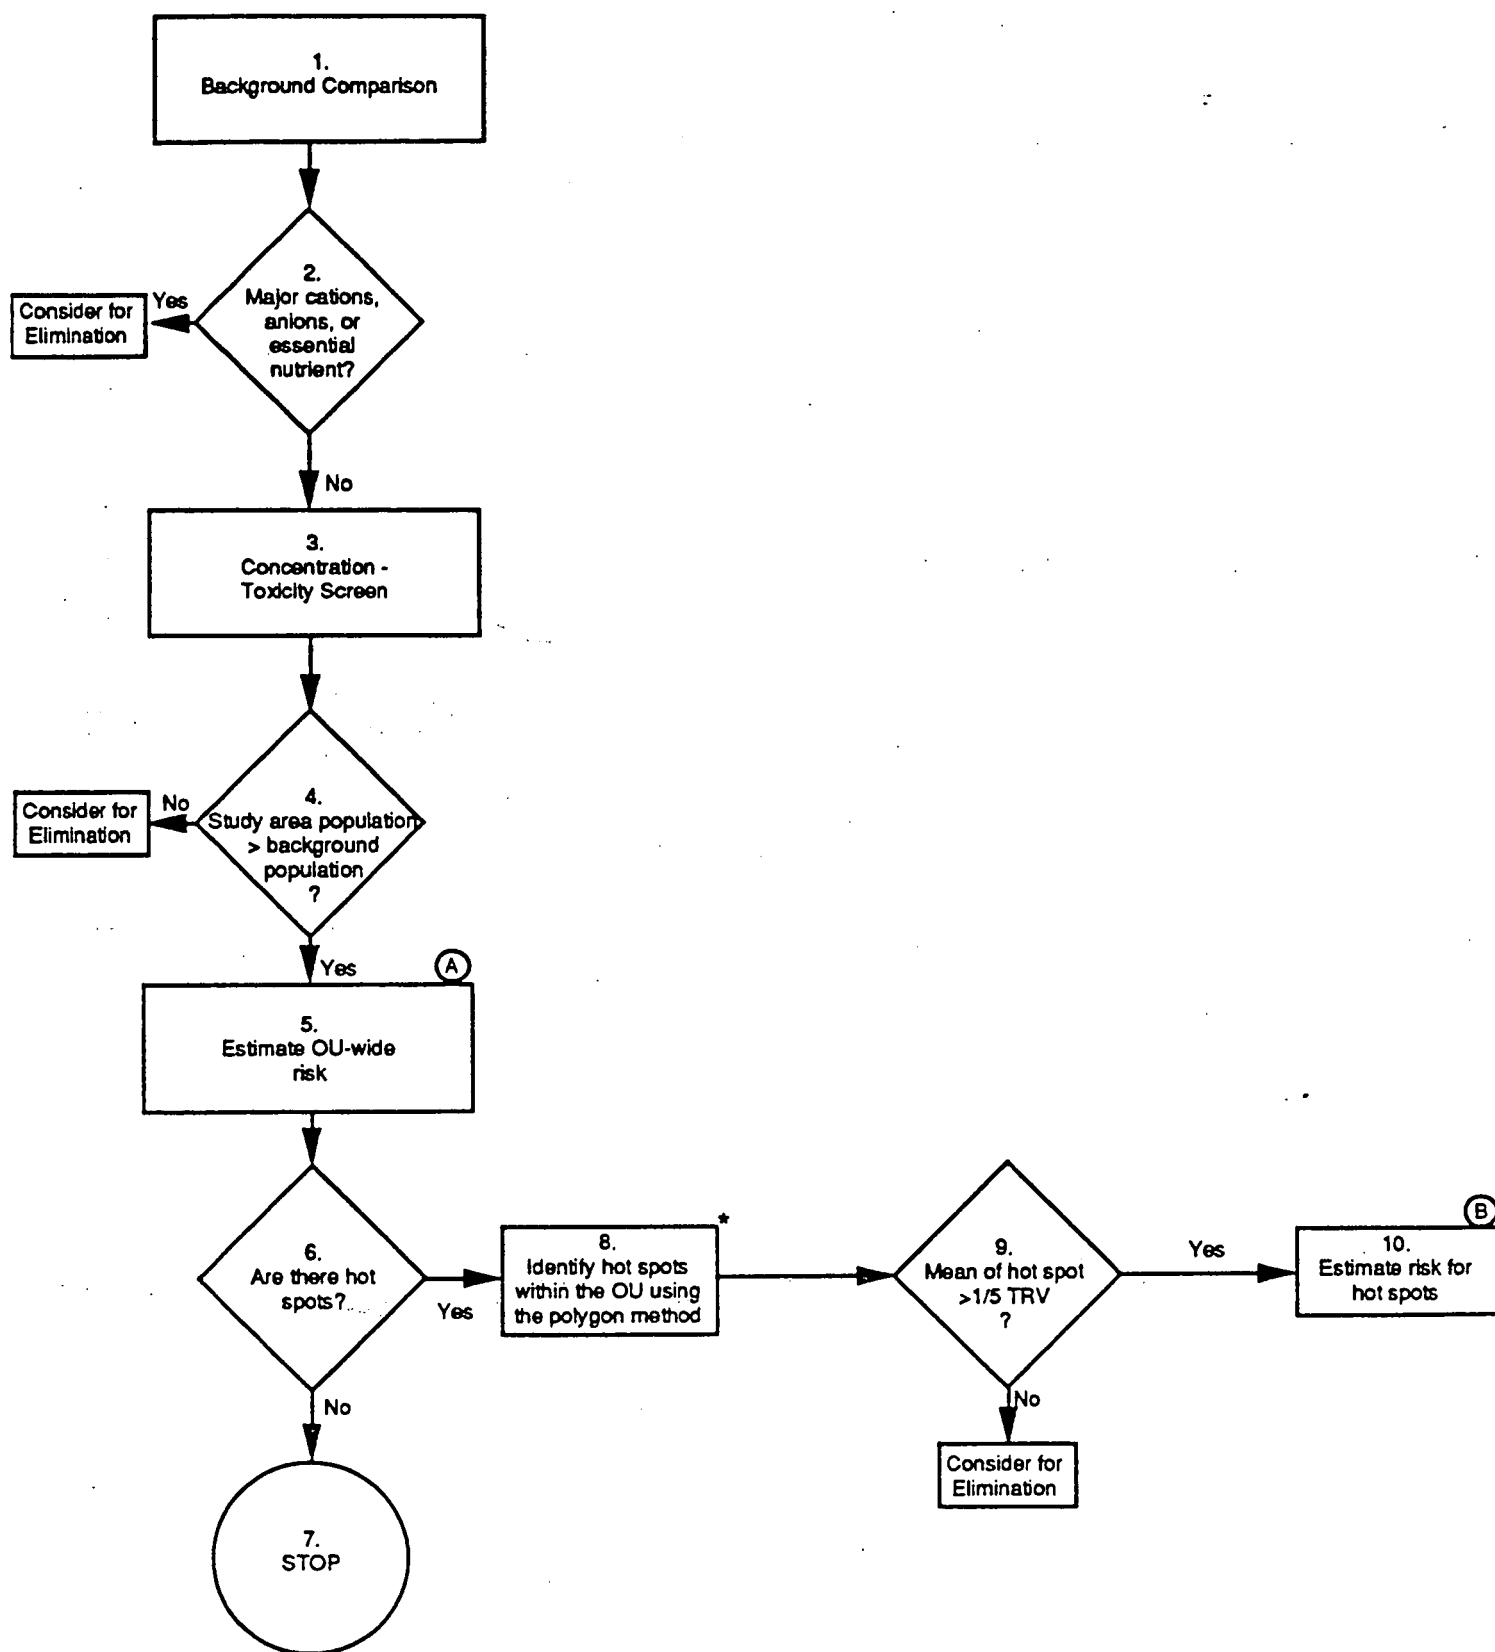 1.
Background Comparison
2.
Major cations,
anions, or
essential
nutrient?
Yes
Consider for
Elimination
No
3.
Concentration -
Toxicity Screen
4.
Study area population
> background
population
?
No
Consider for
Elimination
Yes
A
5.
Estimate OU-wide
risk
6.
Are there hot
spots?
Yes
No
7.
STOP
*
8.
Identify hot spots
within the OU using
the polygon method
9.
Mean of hot spot
>1/5 TRV
?
Yes
No
Consider for
Elimination
B
10.
Estimate risk for
hot spots